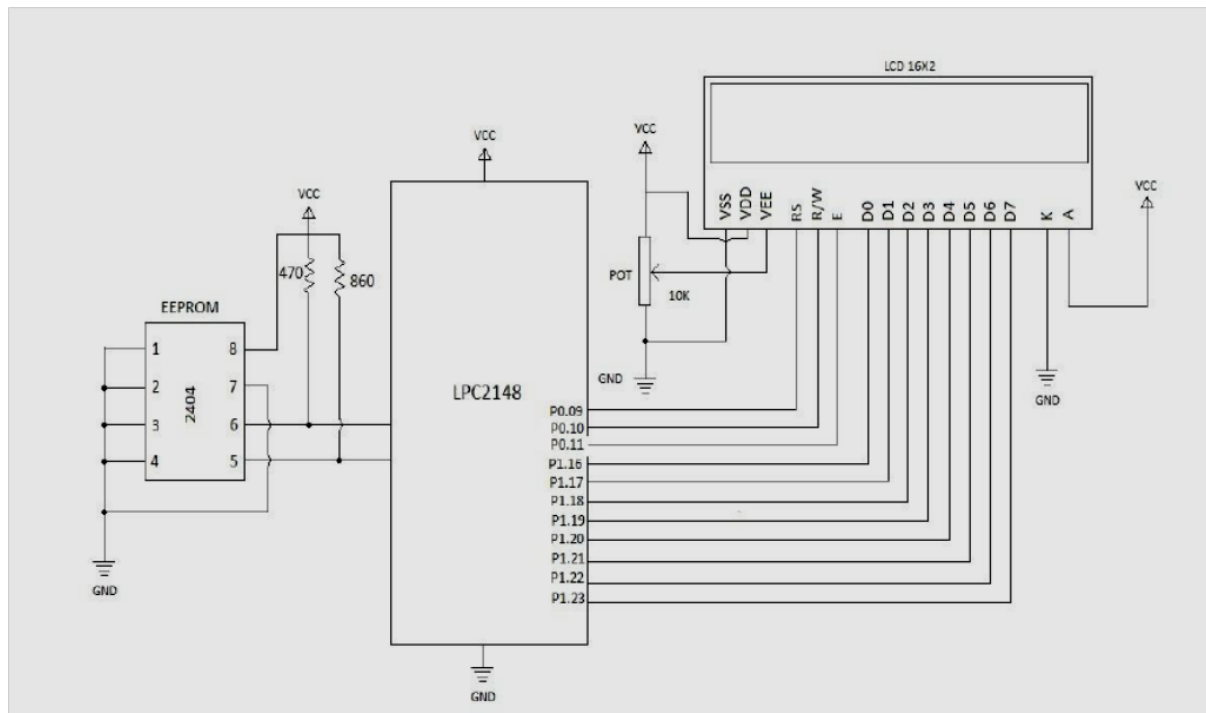 LCD 16X2
VCC
VCC
VCC
VCC
VSS
VDD
VEE
RS
R/W
E
D0
D1
D2
D3
D4
D5
D6
D7
K
A
470
860
POT
10K
EEPROM
1
2
3
4
2404
8
7
6
5
LPC2148
GND
GND
P0.09
P0.10
P0.11
P1.16
P1.17
P1.18
P1.19
P1.20
P1.21
P1.22
P1.23
GND
GND